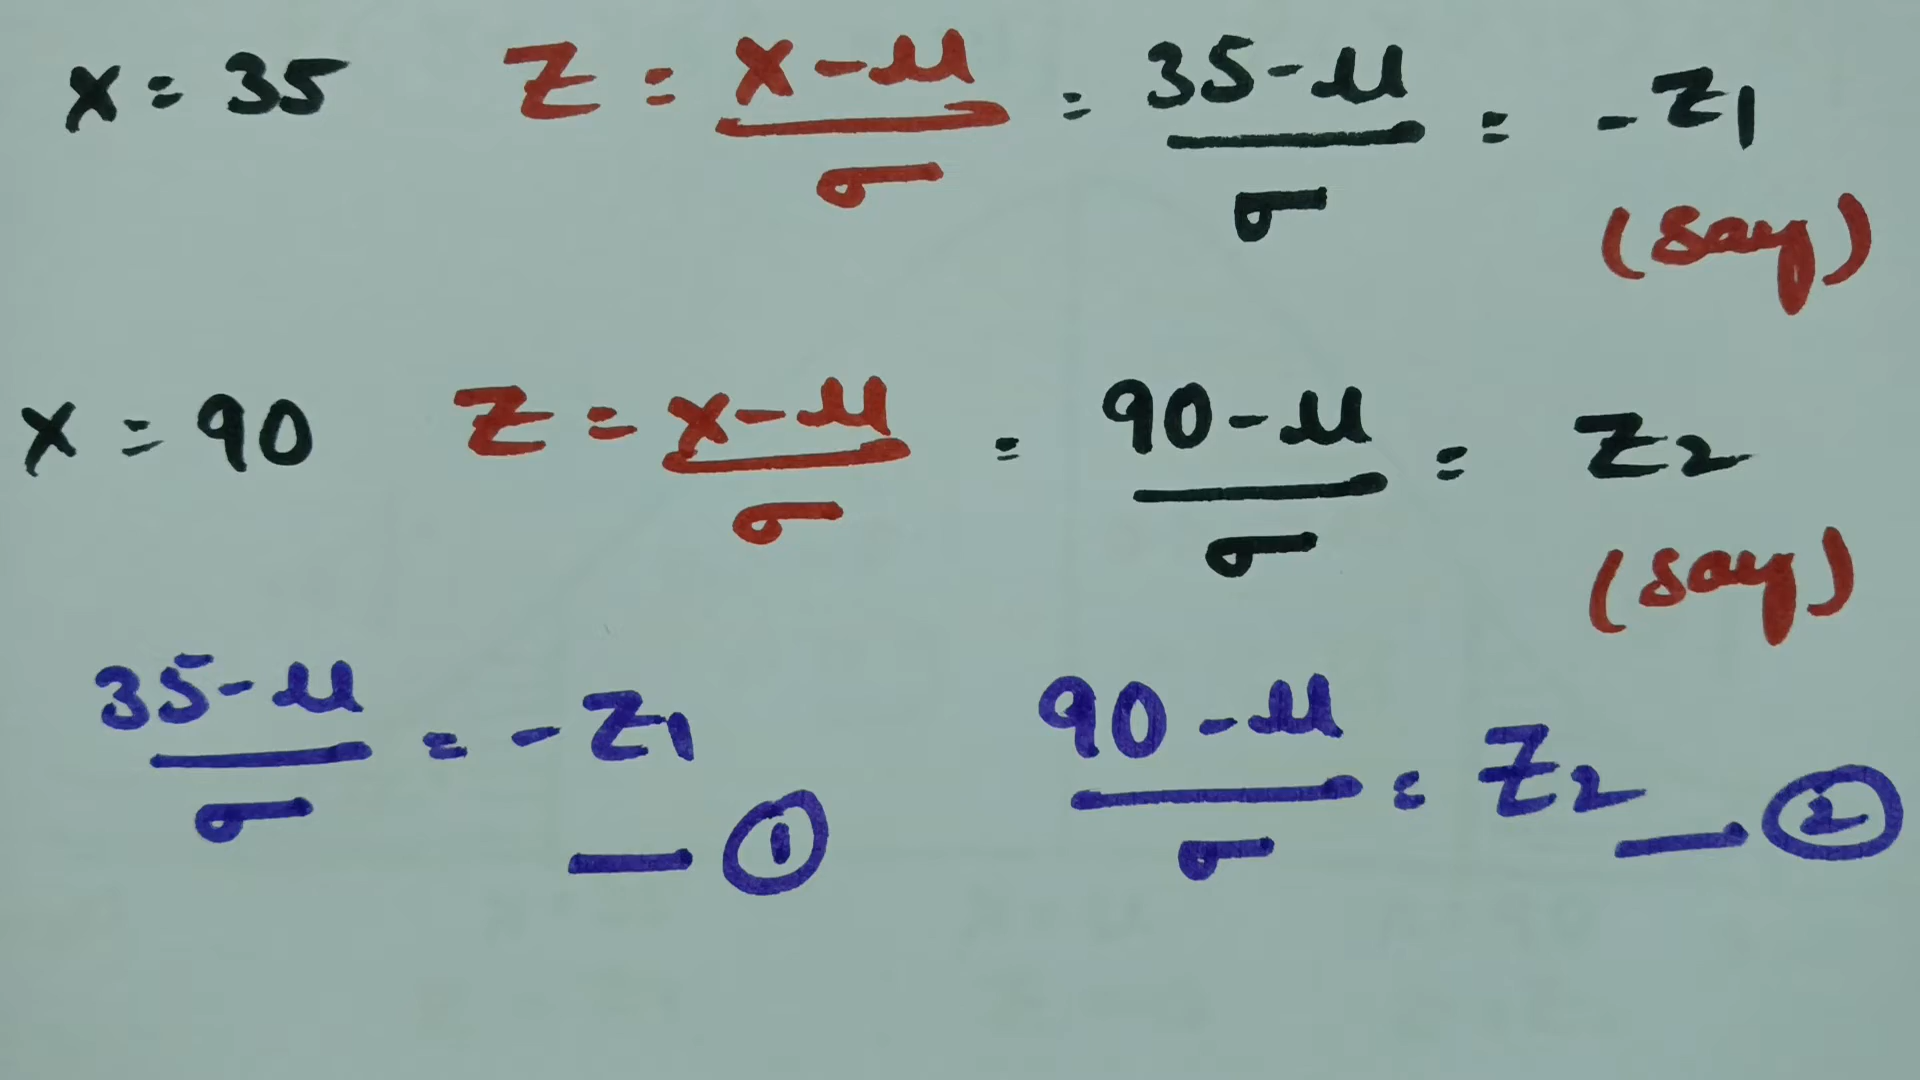 x = 35 Z = x-μ/σ = 35-μ/σ = -Z1
(say)
x = 90 Z = x-μ/σ = 90-μ/σ = Z2
(say)
35-μ/σ = -Z1 — ① 90-μ/σ = Z2 — ②